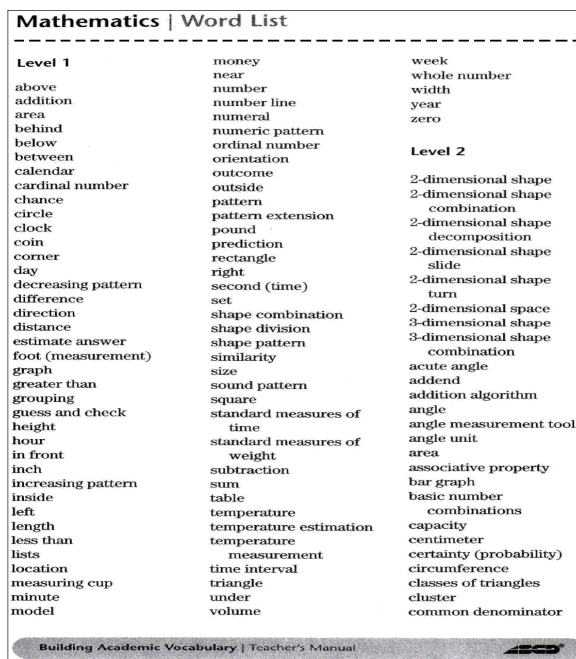 Mathematics | Word List
Level 1
above
addition
area
behind
below
between
calendar
cardinal number
chance
circle
clock
coin
corner
day
decreasing pattern
difference
direction
distance
estimate answer
foot (measurement)
graph
greater than
grouping
guess and check
height
hour
in front
inch
increasing pattern
inside
left
length
less than
lists
location
measuring cup
minute
model
money
near
number
number line
numeral
numeric pattern
ordinal number
orientation
outcome
outside
pattern
pattern extension
pound
prediction
rectangle
right
second (time)
set
shape combination
shape division
shape pattern
similarity
size
sound pattern
square
standard measures of
time
standard measures of
weight
subtraction
sum
table
temperature
temperature estimation
temperature
measurement
time interval
triangle
under
volume
week
whole number
width
year
zero
Level 2
2-dimensional shape
2-dimensional shape
combination
2-dimensional shape
decomposition
2-dimensional shape
slide
2-dimensional shape
turn
2-dimensional space
3-dimensional shape
3-dimensional shape
combination
acute angle
addend
addition algorithm
angle
angle measurement tool
angle unit
area
associative property
bar graph
basic number
combinations
capacity
centimeter
certainty (probability)
circumference
classes of triangles
cluster
common denominator
Building Academic Vocabulary | Teacher's Manual
ASCD